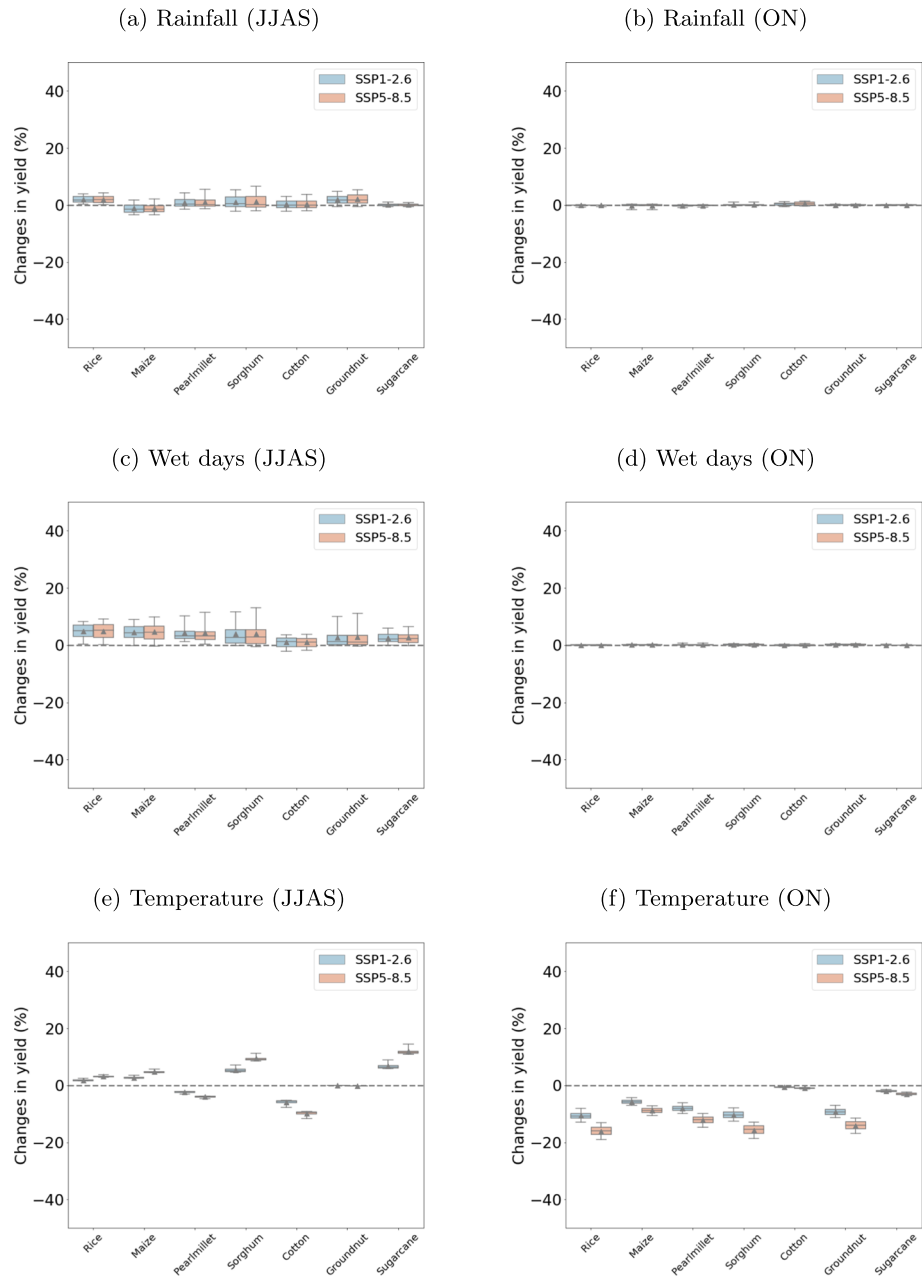 (a) Rainfall (JJAS)
(b) Rainfall (ON)
Changes in yield (%)
40
20
0
−20
−40
SSP1-2.6
SSP5-8.5
Rice
Maize
Pearlmillet
Sorghum
Cotton
Groundnut
Sugarcane
Changes in yield (%)
40
20
0
−20
−40
SSP1-2.6
SSP5-8.5
Rice
Maize
Pearlmillet
Sorghum
Cotton
Groundnut
Sugarcane
(c) Wet days (JJAS)
(d) Wet days (ON)
Changes in yield (%)
40
20
0
−20
−40
SSP1-2.6
SSP5-8.5
Rice
Maize
Pearlmillet
Sorghum
Cotton
Groundnut
Sugarcane
Changes in yield (%)
40
20
0
−20
−40
SSP1-2.6
SSP5-8.5
Rice
Maize
Pearlmillet
Sorghum
Cotton
Groundnut
Sugarcane
(e) Temperature (JJAS)
(f) Temperature (ON)
Changes in yield (%)
40
20
0
−20
−40
SSP1-2.6
SSP5-8.5
Rice
Maize
Pearlmillet
Sorghum
Cotton
Groundnut
Sugarcane
Changes in yield (%)
40
20
0
−20
−40
SSP1-2.6
SSP5-8.5
Rice
Maize
Pearlmillet
Sorghum
Cotton
Groundnut
Sugarcane